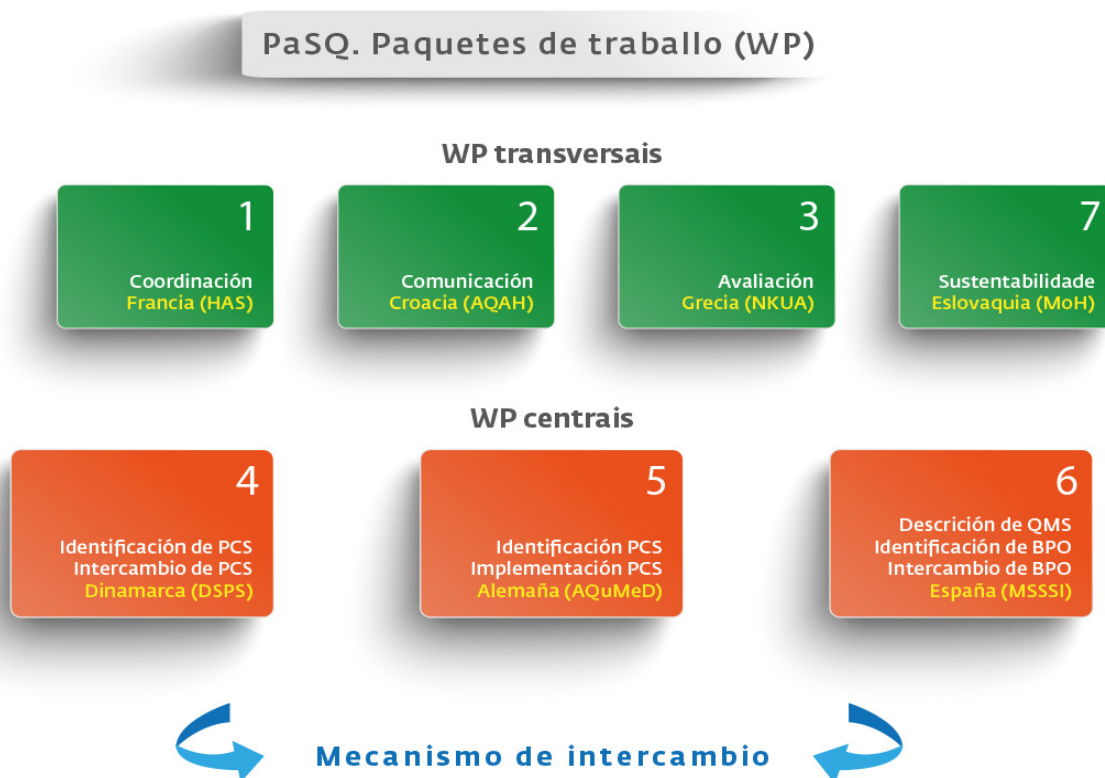 PaSQ. Paquetes de traballo (WP)
WP transversais
1
Coordinación
Francia (HAS)
2
Comunicación
Croacia (AQAH)
3
Avaliación
Grecia (NKUA)
7
Sustentabilidade
Eslovaquia (MoH)
WP centrais
4
Identificación de PCS
Intercambio de PCS
Dinamarca (DSPS)
5
Identificación PCS
Implementación PCS
Alemaña (AQuMeD)
6
Descrición de QMS
Identificación de BPO
Intercambio de BPO
España (MSSSI)
Mecanismo de intercambio